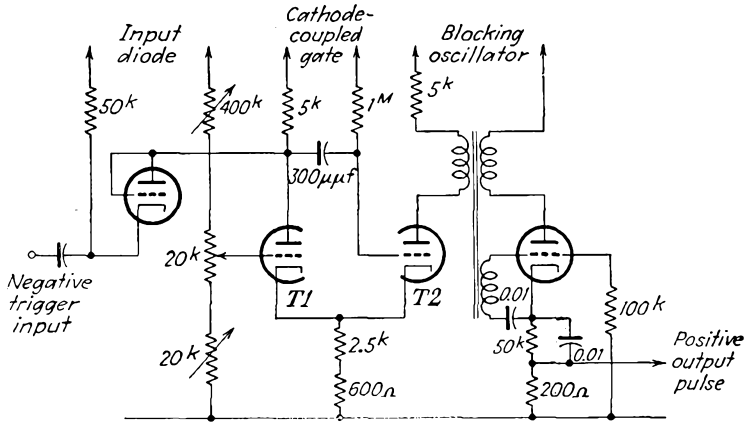 Input
diode
Cathode-
coupled
gate
Blocking
oscillator
50k
400k
5k
1M
5k
300μμf
20k
T1
T2
Negative
trigger
input
0.01
100k
20k
2.5k
50k
0.01
Positive
output
pulse
600Ω
200Ω